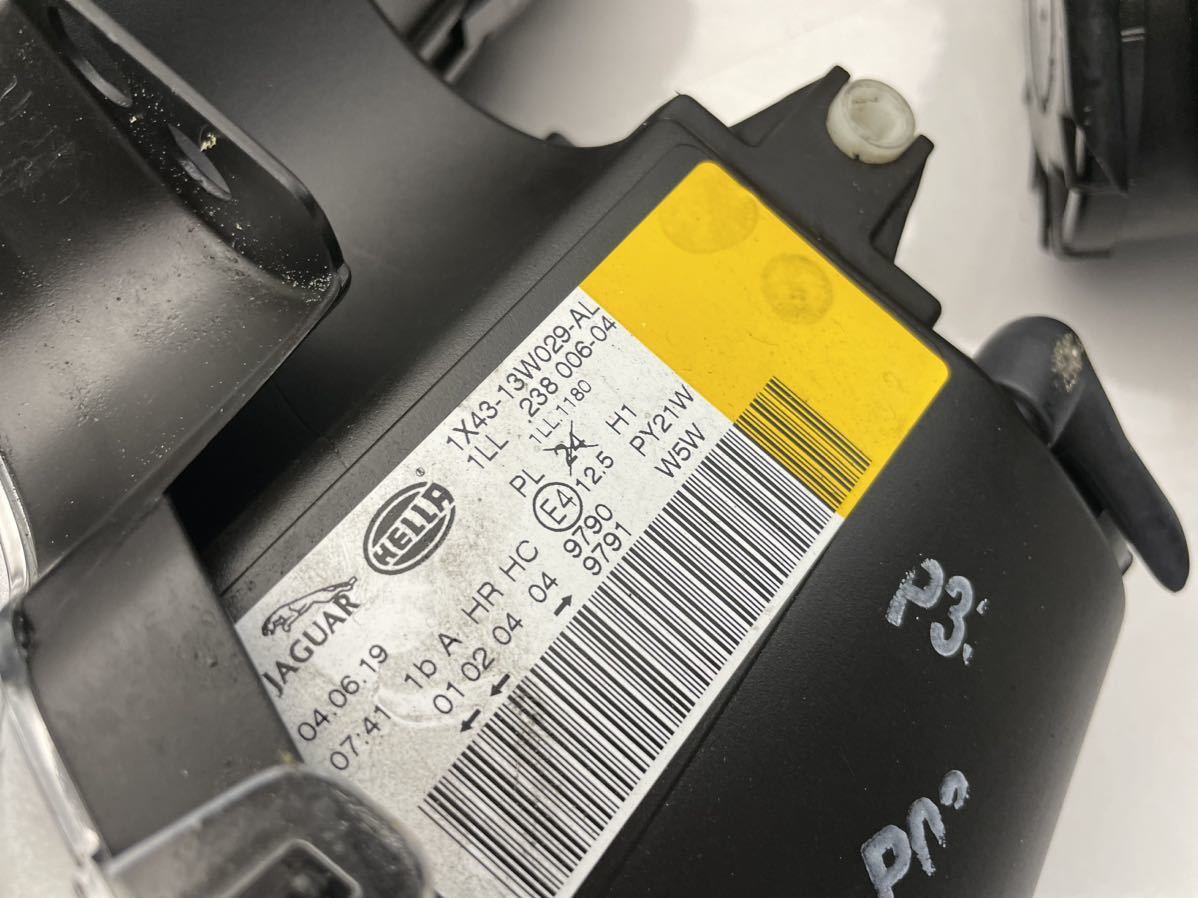 1X43-13W029-AL
1LL 238 006-04
1LL.1180
HELLA
®
PL 24 H1
E4 12.5 PY21W
W5W
JAGUAR
04.06.19
07:41
1b A HR HC 9790
01 02 04 04 9791
← ← →